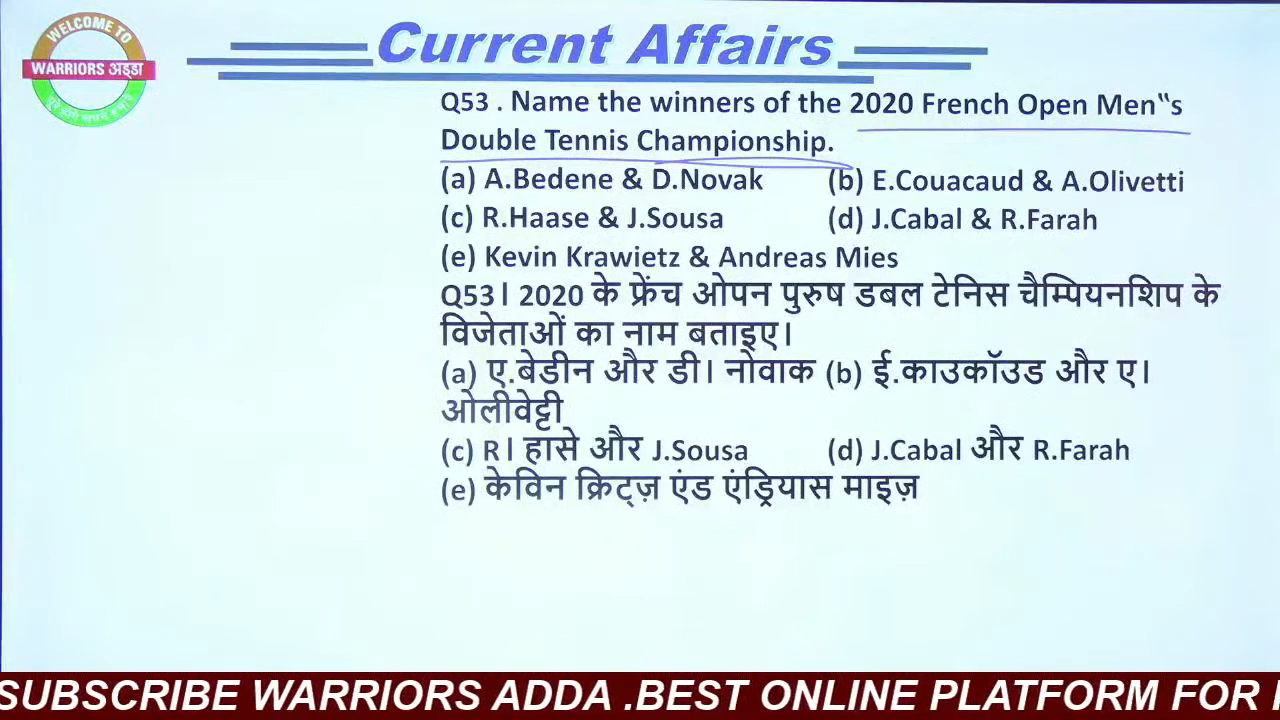 WELCOME TO
WARRIORS अड्डा
Current Affairs
Q53 . Name the winners of the 2020 French Open Men‟s
Double Tennis Championship.
(a) A.Bedene & D.Novak (b) E.Couacaud & A.Olivetti
(c) R.Haase & J.Sousa (d) J.Cabal & R.Farah
(e) Kevin Krawietz & Andreas Mies
Q53। 2020 के फ्रेंच ओपन पुरुष डबल टेनिस चैम्पियनशिप के
विजेताओं का नाम बताइए।
(a) ए.बेडीन और डी। नोवाक (b) ई.काउकॉउड और ए।
ओलीवेट्टी
(c) R। हासे और J.Sousa (d) J.Cabal और R.Farah
(e) केविन क्रिट्ज़ एंड एंड्रियास माइज़
SUBSCRIBE WARRIORS ADDA .BEST ONLINE PLATFORM FOR